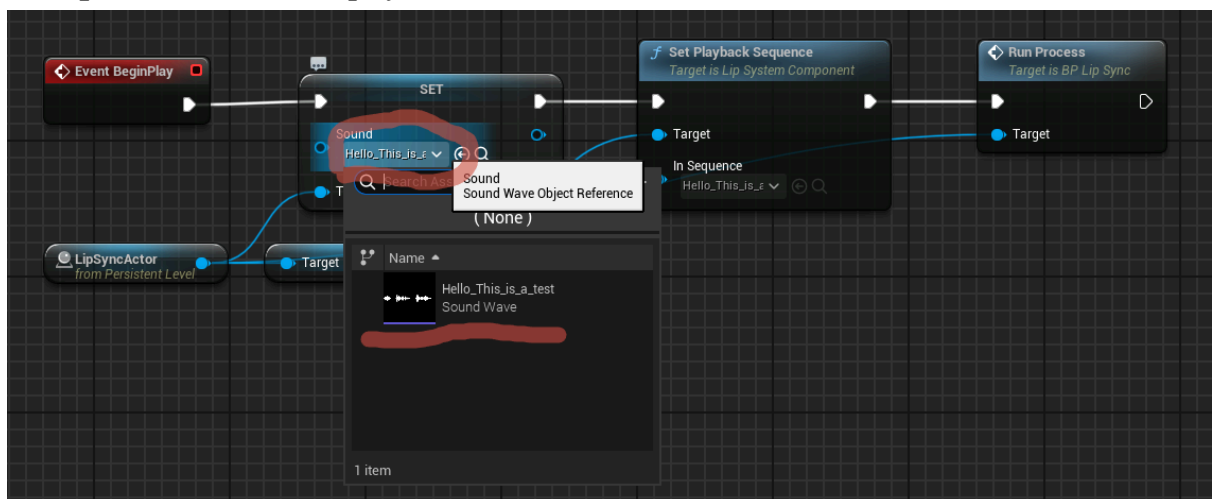 Event BeginPlay
SET
Sound
Hello_This_is_a
T
Set Playback Sequence
Target is Lip System Component
Target
In Sequence
Hello_This_is_a
Run Process
Target is BP Lip Sync
Target
Search Ass
Sound
Sound Wave Object Reference
( None )
LipSyncActor
from Persistent Level
Target
Name
Hello_This_is_a_test
Sound Wave
1 item